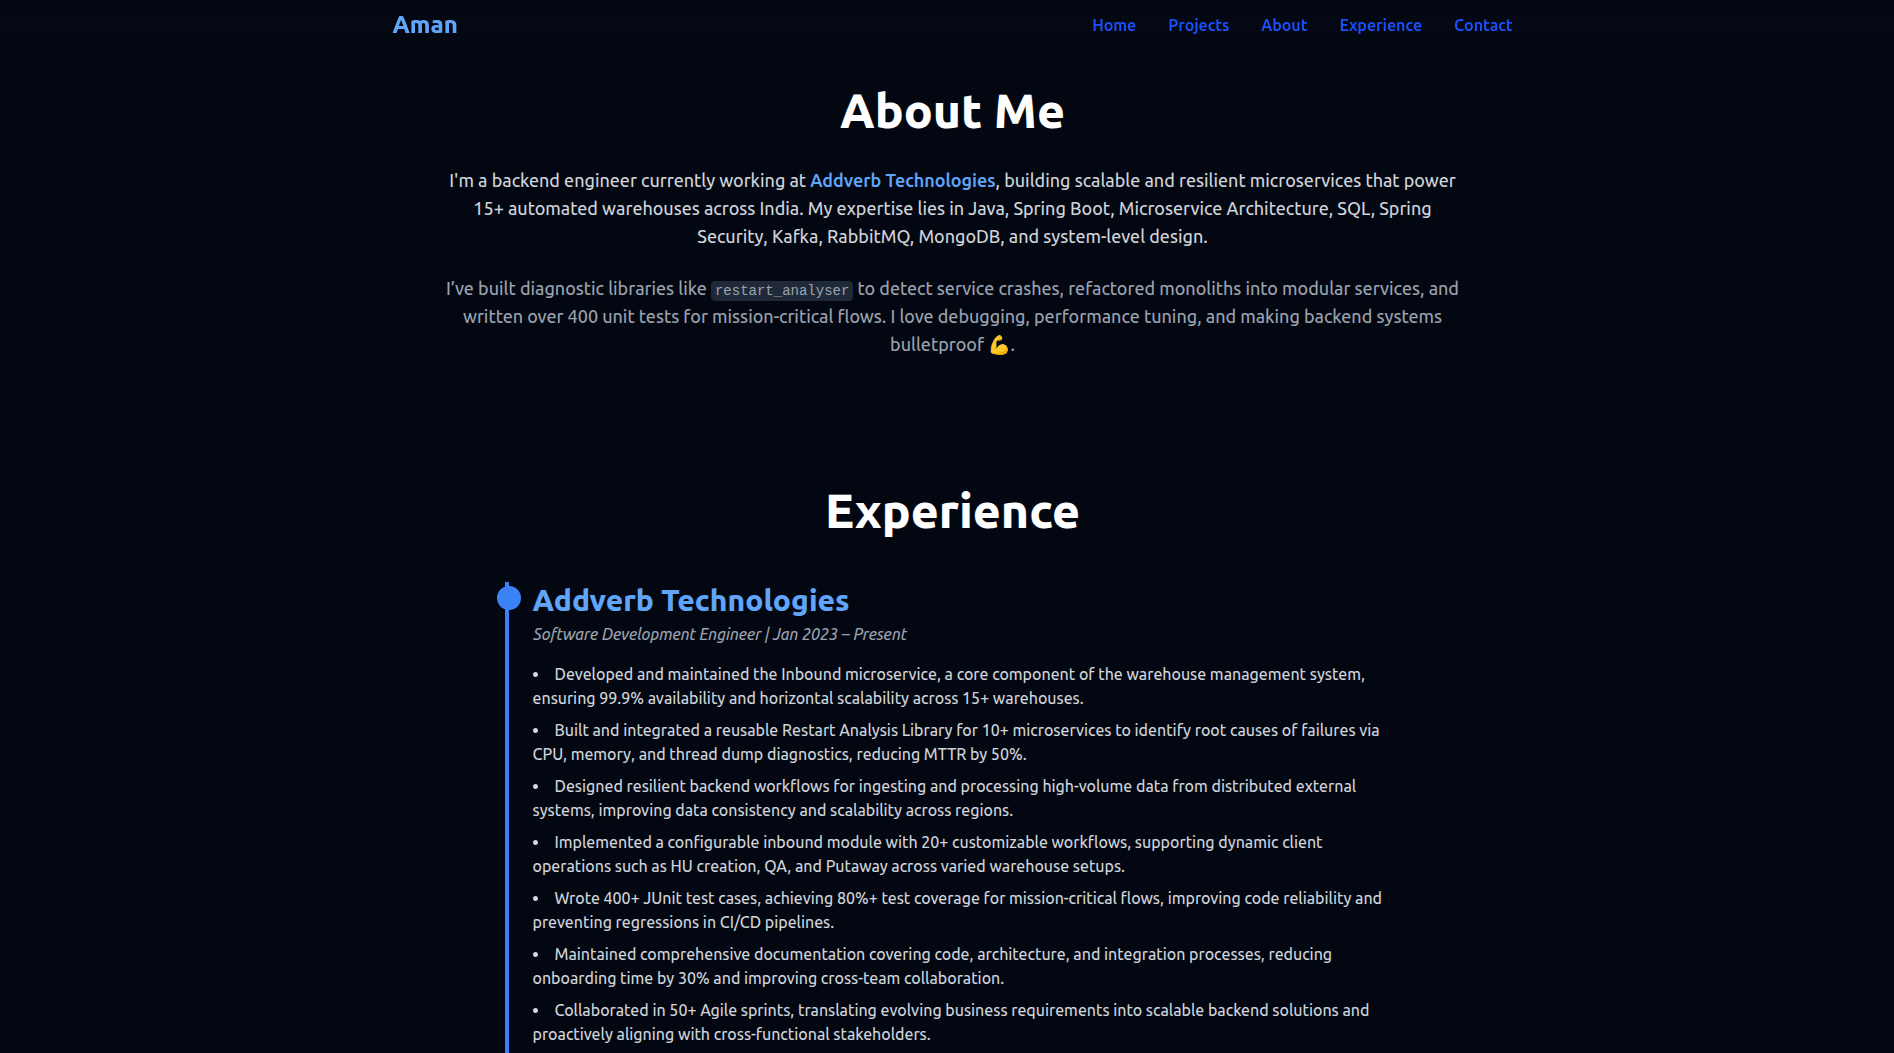 Aman
Home Projects About Experience Contact
About Me
I'm a backend engineer currently working at Addverb Technologies, building scalable and resilient microservices that power
15+ automated warehouses across India. My expertise lies in Java, Spring Boot, Microservice Architecture, SQL, Spring
Security, Kafka, RabbitMQ, MongoDB, and system-level design.
I’ve built diagnostic libraries like restart_analyser to detect service crashes, refactored monoliths into modular services, and
written over 400 unit tests for mission-critical flows. I love debugging, performance tuning, and making backend systems
bulletproof 💪.
Experience
Addverb Technologies
Software Development Engineer | Jan 2023 – Present
• Developed and maintained the Inbound microservice, a core component of the warehouse management system,
ensuring 99.9% availability and horizontal scalability across 15+ warehouses.
• Built and integrated a reusable Restart Analysis Library for 10+ microservices to identify root causes of failures via
CPU, memory, and thread dump diagnostics, reducing MTTR by 50%.
• Designed resilient backend workflows for ingesting and processing high-volume data from distributed external
systems, improving data consistency and scalability across regions.
• Implemented a configurable inbound module with 20+ customizable workflows, supporting dynamic client
operations such as HU creation, QA, and Putaway across varied warehouse setups.
• Wrote 400+ JUnit test cases, achieving 80%+ test coverage for mission-critical flows, improving code reliability and
preventing regressions in CI/CD pipelines.
• Maintained comprehensive documentation covering code, architecture, and integration processes, reducing
onboarding time by 30% and improving cross-team collaboration.
• Collaborated in 50+ Agile sprints, translating evolving business requirements into scalable backend solutions and
proactively aligning with cross-functional stakeholders.